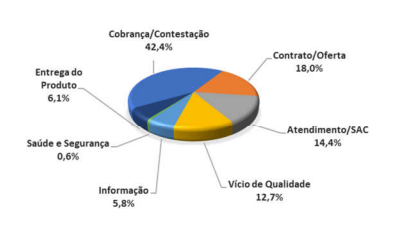 Cobrança/Contestação
42,4%
Contrato/Oferta
18,0%
Atendimento/SAC
14,4%
Vício de Qualidade
12,7%
Informação
5,8%
Saúde e Segurança
0,6%
Entrega do
Produto
6,1%